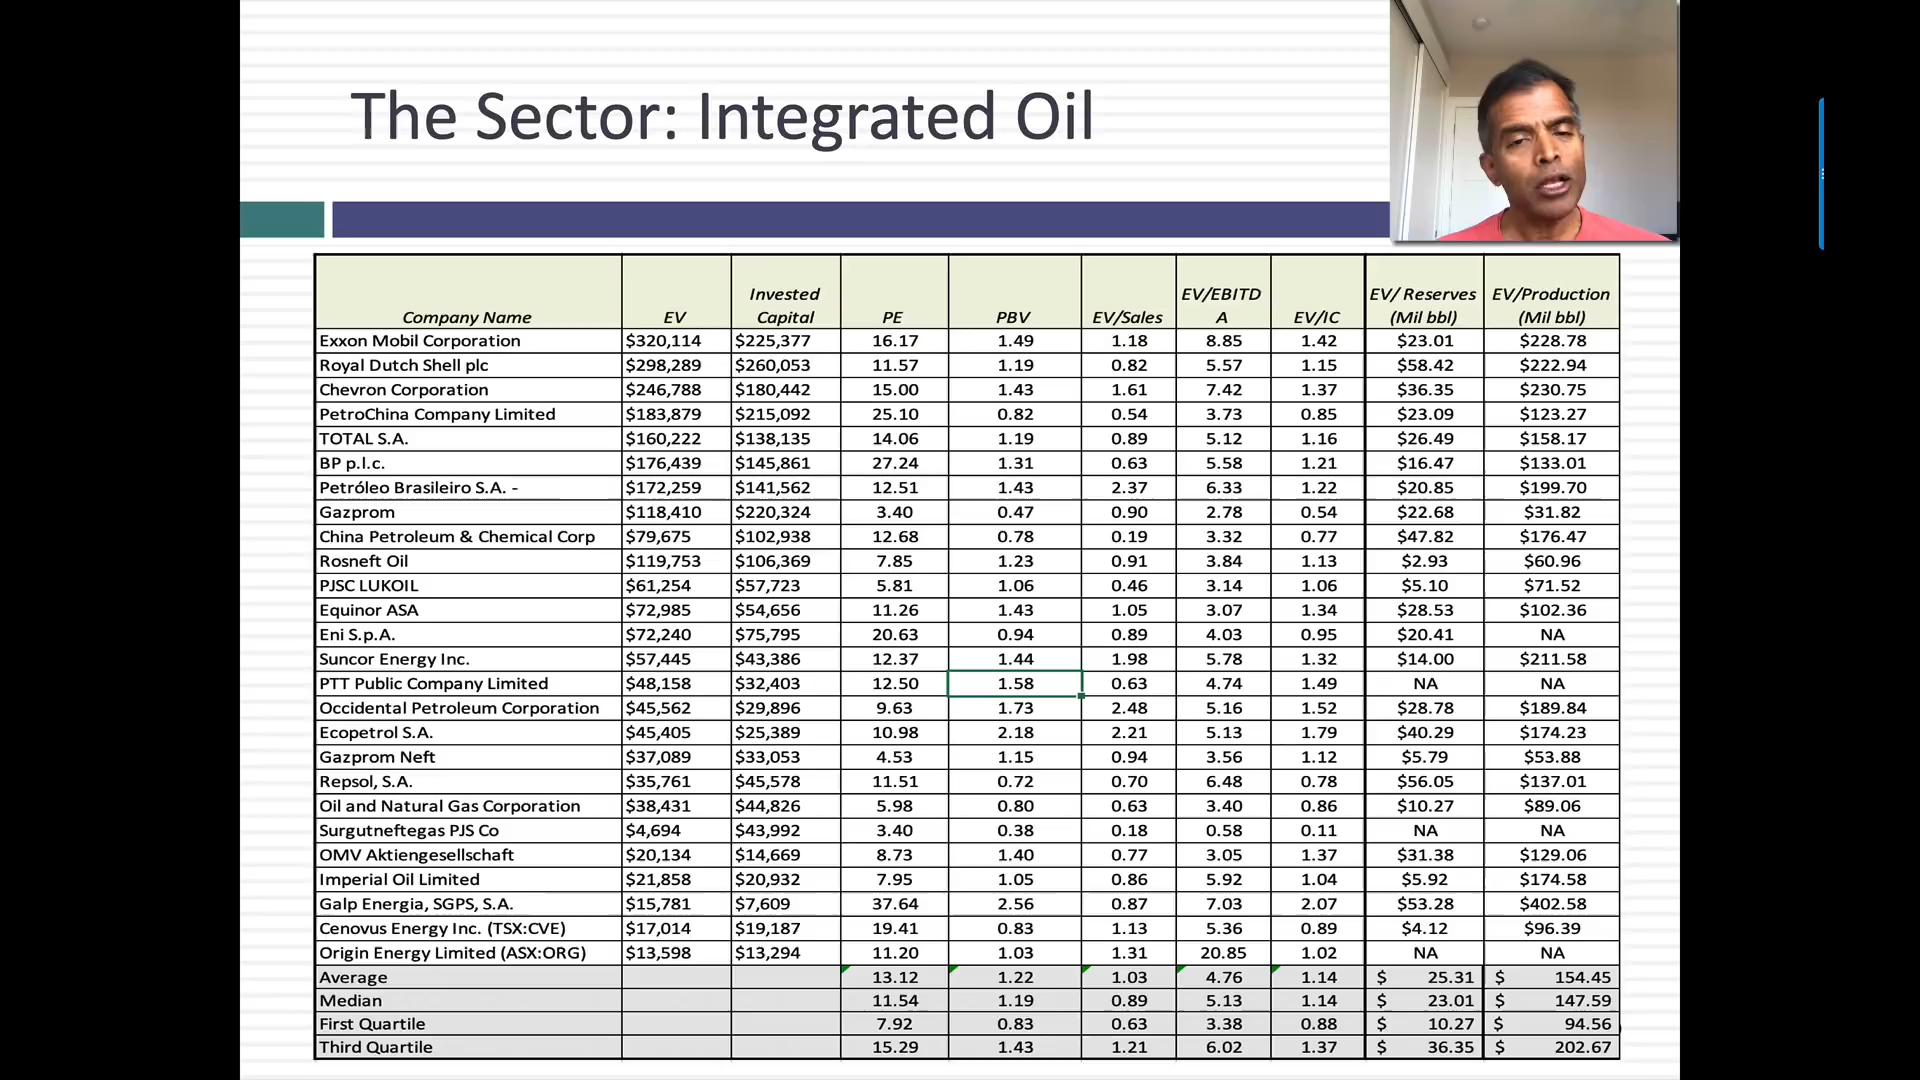 The Sector: Integrated Oil
Company Name EV Invested Capital PE PBV EV/Sales EV/EBITDA EV/IC EV/ Reserves (Mil bbl) EV/Production (Mil bbl)
Exxon Mobil Corporation $320,114 $225,377 16.17 1.49 1.18 8.85 1.42 $23.01 $228.78
Royal Dutch Shell plc $298,289 $260,053 11.57 1.19 0.82 5.57 1.15 $58.42 $222.94
Chevron Corporation $246,788 $180,442 15.00 1.43 1.61 7.42 1.37 $36.35 $230.75
PetroChina Company Limited $183,879 $215,092 25.10 0.82 0.54 3.73 0.85 $23.09 $123.27
TOTAL S.A. $160,222 $138,135 14.06 1.19 0.89 5.12 1.16 $26.49 $158.17
BP p.l.c. $176,439 $145,861 27.24 1.31 0.63 5.58 1.21 $16.47 $133.01
Petróleo Brasileiro S.A. - $172,259 $141,562 12.51 1.43 2.37 6.33 1.22 $20.85 $199.70
Gazprom $118,410 $220,324 3.40 0.47 0.90 2.78 0.54 $22.68 $31.82
China Petroleum & Chemical Corp $79,675 $102,938 12.68 0.78 0.19 3.32 0.77 $47.82 $176.47
Rosneft Oil $119,753 $106,369 7.85 1.23 0.91 3.84 1.13 $2.93 $60.96
PJSC LUKOIL $61,254 $57,723 5.81 1.06 0.46 3.14 1.06 $5.10 $71.52
Equinor ASA $72,985 $54,656 11.26 1.43 1.05 3.07 1.34 $28.53 $102.36
Eni S.p.A. $72,240 $75,795 20.63 0.94 0.89 4.03 0.95 $20.41 NA
Suncor Energy Inc. $57,445 $43,386 12.37 1.44 1.98 5.78 1.32 $14.00 $211.58
PTT Public Company Limited $48,158 $32,403 12.50 1.58 0.63 4.74 1.49 NA NA
Occidental Petroleum Corporation $45,562 $29,896 9.63 1.73 2.48 5.16 1.52 $28.78 $189.84
Ecopetrol S.A. $45,405 $25,389 10.98 2.18 2.21 5.13 1.79 $40.29 $174.23
Gazprom Neft $37,089 $33,053 4.53 1.15 0.94 3.56 1.12 $5.79 $53.88
Repsol, S.A. $35,761 $45,578 11.51 0.72 0.70 6.48 0.78 $56.05 $137.01
Oil and Natural Gas Corporation $38,431 $44,826 5.98 0.80 0.63 3.40 0.86 $10.27 $89.06
Surgutneftegas PJS Co $4,694 $43,992 3.40 0.38 0.18 0.58 0.11 NA NA
OMV Aktiengesellschaft $20,134 $14,669 8.73 1.40 0.77 3.05 1.37 $31.38 $129.06
Imperial Oil Limited $21,858 $20,932 7.95 1.05 0.86 5.92 1.04 $5.92 $174.58
Galp Energia, SGPS, S.A. $15,781 $7,609 37.64 2.56 0.87 7.03 2.07 $53.28 $402.58
Cenovus Energy Inc. (TSX:CVE) $17,014 $19,187 19.41 0.83 1.13 5.36 0.89 $4.12 $96.39
Origin Energy Limited (ASX:ORG) $13,598 $13,294 11.20 1.03 1.31 20.85 1.02 NA NA
Average 13.12 1.22 1.03 4.76 1.14 $ 25.31 $ 154.45
Median 11.54 1.19 0.89 5.13 1.14 $ 23.01 $ 147.59
First Quartile 7.92 0.83 0.63 3.38 0.88 $ 10.27 $ 94.56
Third Quartile 15.29 1.43 1.21 6.02 1.37 $ 36.35 $ 202.67